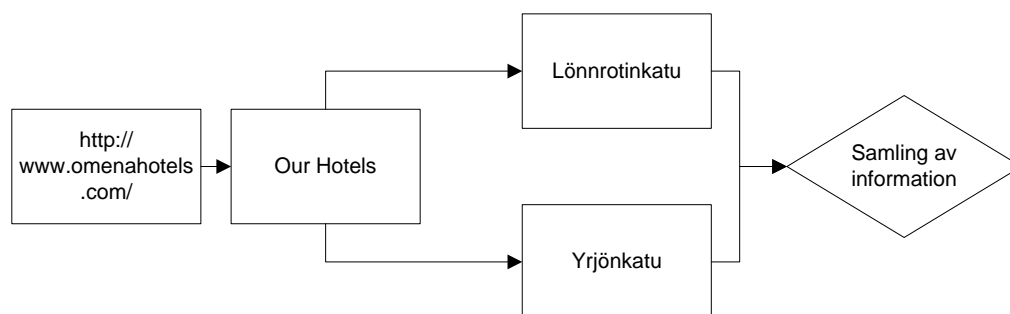 http://
www.omenahotels
.com/
Our Hotels
Lönnrotinkatu
Yrjönkatu
Samling av
information